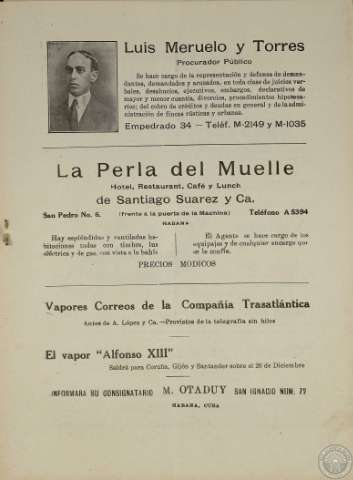 Luis Meruelo y Torres
Procurador Público
Se hace cargo de la representación y defensa de deman-
dantes, demandados y acusados, en toda clase de juicios ver-
bales, desahucios, ejecutivos, embargos, declarativos de
mayor y menor cuantía, divorcios, procedimientos hipoteca-
rios; del cobro de créditos y deudas en general y de la admi-
nistración de fincas rústicas y urbanas.
Empedrado 34 — Teléf. M-2149 y M-1035
La Perla del Muelle
Hotel, Restaurant, Café y Lunch
de Santiago Suarez y Ca.
San Pedro No. 6. (frente a la puerta de la Machina) Teléfono A 5394
HABANA
Hay espléndidas y ventiladas ha-
bitaciones todas con timbre, luz
eléctrica y de gas, con vista a la bahía
El Agente se hace cargo de los
equipajes y de cualquier encargo que
se le confíe.
PRECIOS MODICOS
Vapores Correos de la Compañía Trasatlántica
Antes de A. López y Ca. —Provistos de la telegrafía sin hilos
El vapor "Alfonso XIII"
Saldrá para Coruña, Gijón y Santander sobre el 20 de Diciembre
INFORMARA SU CONSIGNATARIO M. OTADUY SAN IGNACIO NUM. 72
HABANA, CUBA